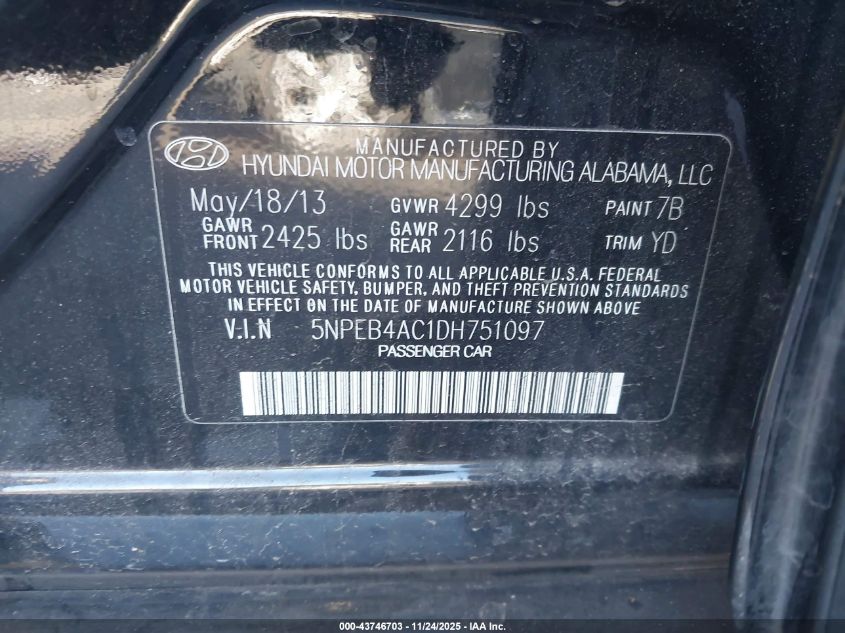 MANUFACTURED BY
HYUNDAI MOTOR MANUFACTURING ALABAMA, LLC
May/18/13 GVWR 4299 lbs PAINT 7B
GAWR FRONT 2425 lbs GAWR REAR 2116 lbs TRIM YD
THIS VEHICLE CONFORMS TO ALL APPLICABLE U.S.A. FEDERAL
MOTOR VEHICLE SAFETY, BUMPER, AND THEFT PREVENTION STANDARDS
IN EFFECT ON THE DATE OF MANUFACTURE SHOWN ABOVE
V.I.N 5NPEB4AC1DH751097
PASSENGER CAR
000-43746703 - 11/24/2025 - IAA Inc.